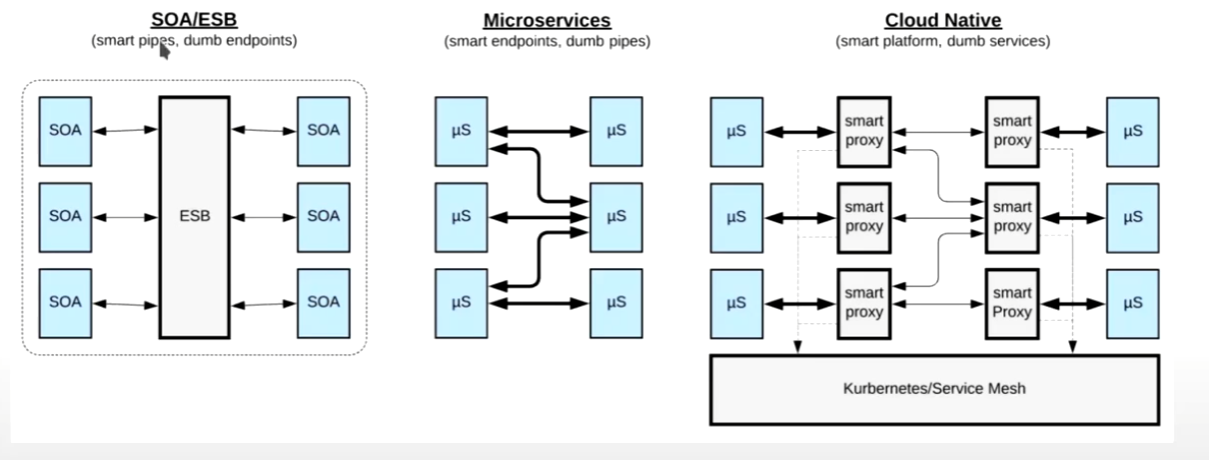 SOA/ESB
(smart pipes, dumb endpoints)
SOA
SOA
SOA
ESB
SOA
SOA
SOA
Microservices
(smart endpoints, dumb pipes)
µS
µS
µS
µS
µS
µS
Cloud Native
(smart platform, dumb services)
µS
smart
proxy
smart
proxy
µS
µS
smart
proxy
smart
proxy
µS
µS
smart
proxy
smart
Proxy
µS
Kurbernetes/Service Mesh